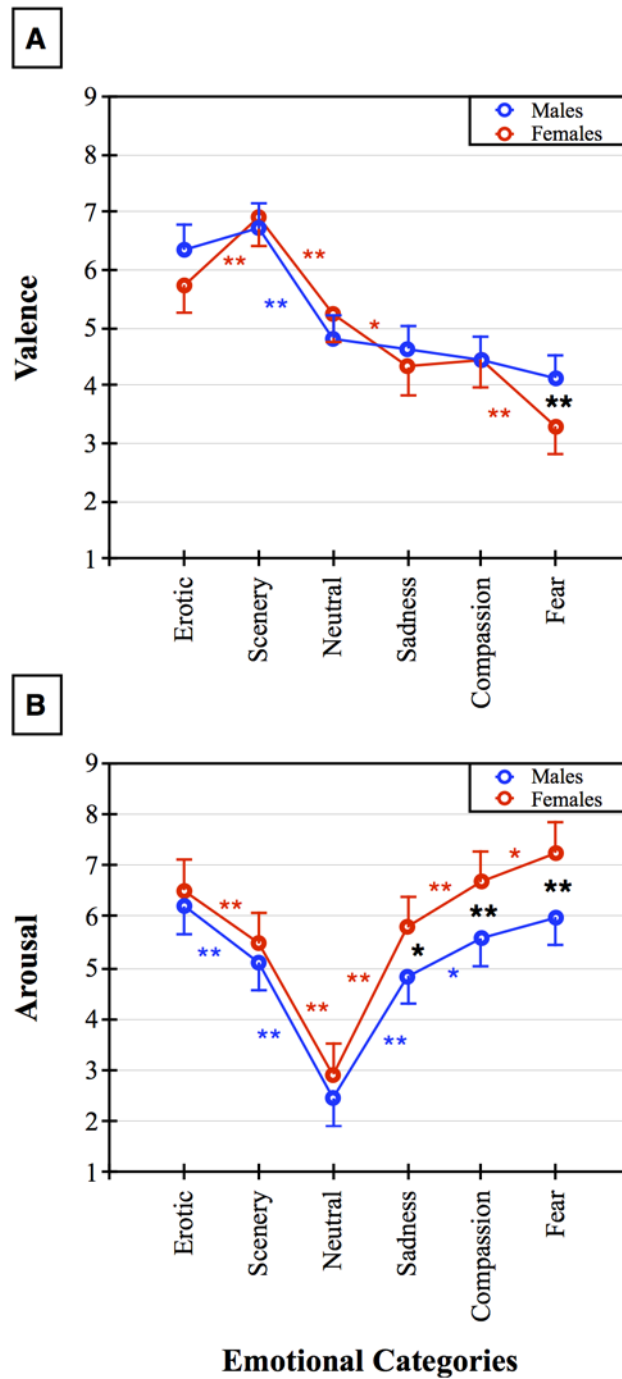 A
9
8
7
6
5
4
3
2
1
Valence
Males
Females
**
**
**
*
**
**
Erotic
Scenery
Neutral
Sadness
Compassion
Fear
B
9
8
7
6
5
4
3
2
1
Arousal
Males
Females
*
**
**
**
**
**
*
**
*
**
**
**
Erotic
Scenery
Neutral
Sadness
Compassion
Fear
Emotional Categories